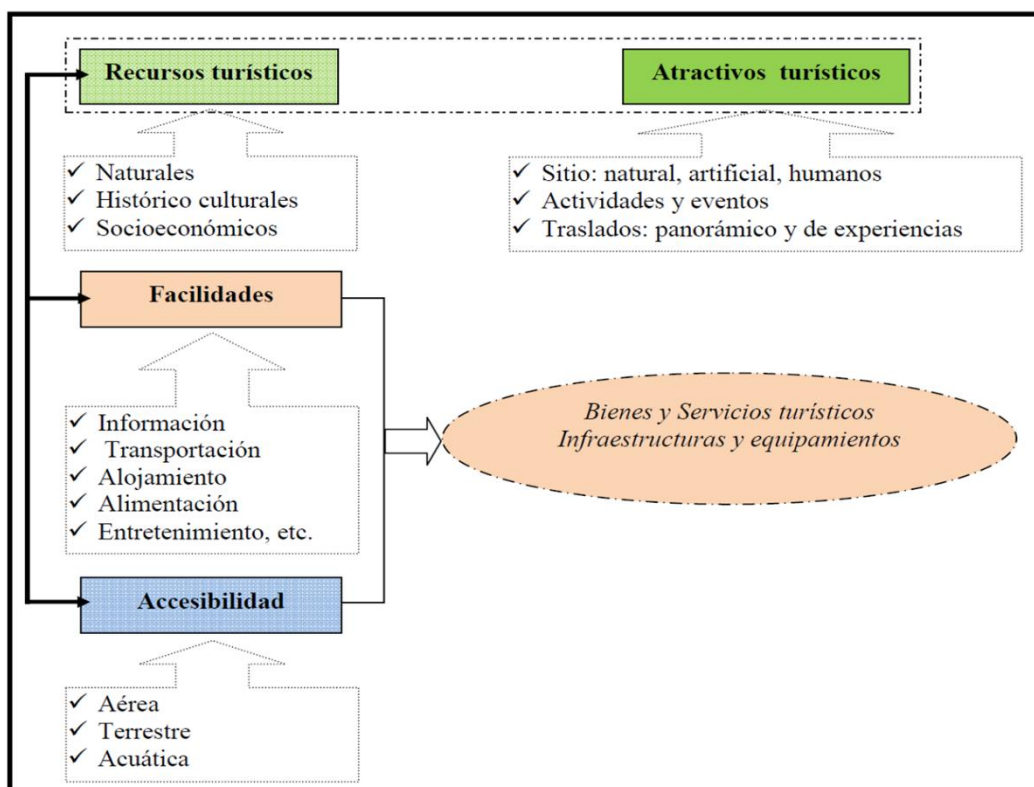 Recursos turísticos
Atractivos turísticos
✓ Naturales
✓ Histórico culturales
✓ Socioeconómicos
✓ Sitio: natural, artificial, humanos
✓ Actividades y eventos
✓ Traslados: panorámico y de experiencias
Facilidades
✓ Información
✓ Transportación
✓ Alojamiento
✓ Alimentación
✓ Entretenimiento, etc.
Bienes y Servicios turísticos
Infraestructuras y equipamientos
Accesibilidad
✓ Aérea
✓ Terrestre
✓ Acuática